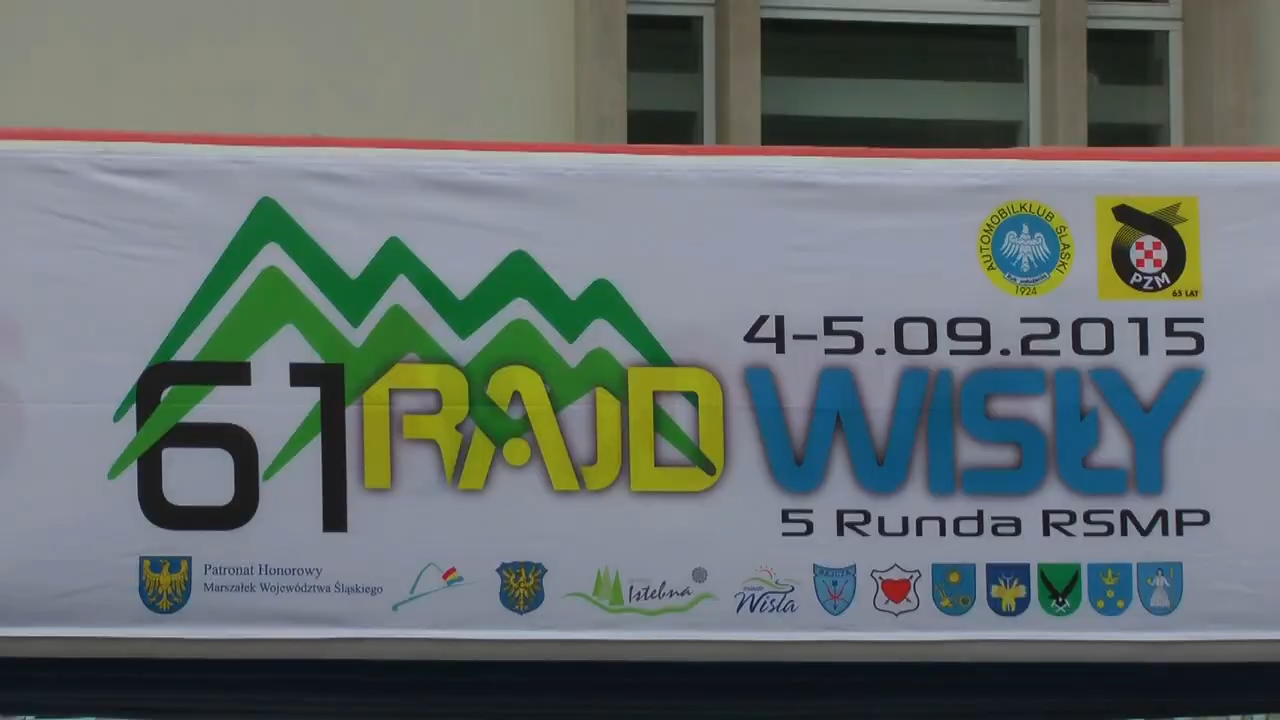 AUTOMOBILKLUB ŚLĄSKI
1924
PZM
65 LAT
4-5.09.2015
61 RAJD WISŁY
5 Runda RSMP
Patronat Honorowy
Marszałek Województwa Śląskiego
Istebna
Wisła